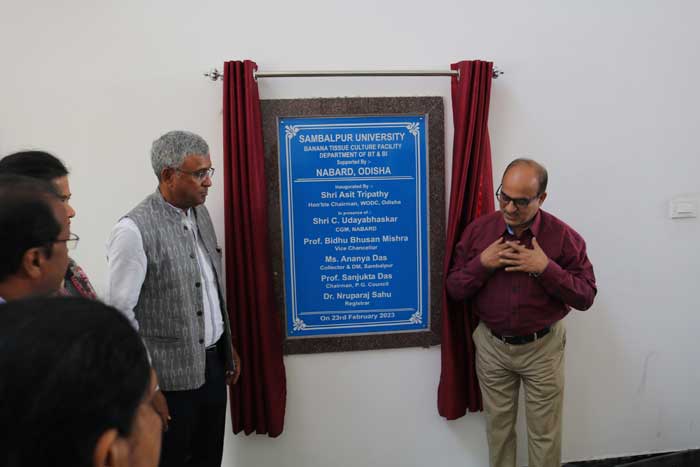 SAMBALPUR UNIVERSITY
BANANA TISSUE CULTURE FACILITY
DEPARTMENT OF BT & BI
Supported By :-
NABARD, ODISHA
Inaugurated By :-
Shri Asit Tripathy
Hon'ble Chairman, WODC, Odisha
In presence of :-
Shri C. Udayabhaskar
CGM, NABARD
Prof. Bidhu Bhusan Mishra
Vice Chancellor
Ms. Ananya Das
Collector & DM, Sambalpur
Prof. Sanjukta Das
Chairman, P.G. Council
Dr. Nruparaj Sahu
Registrar
On 23rd February 2023